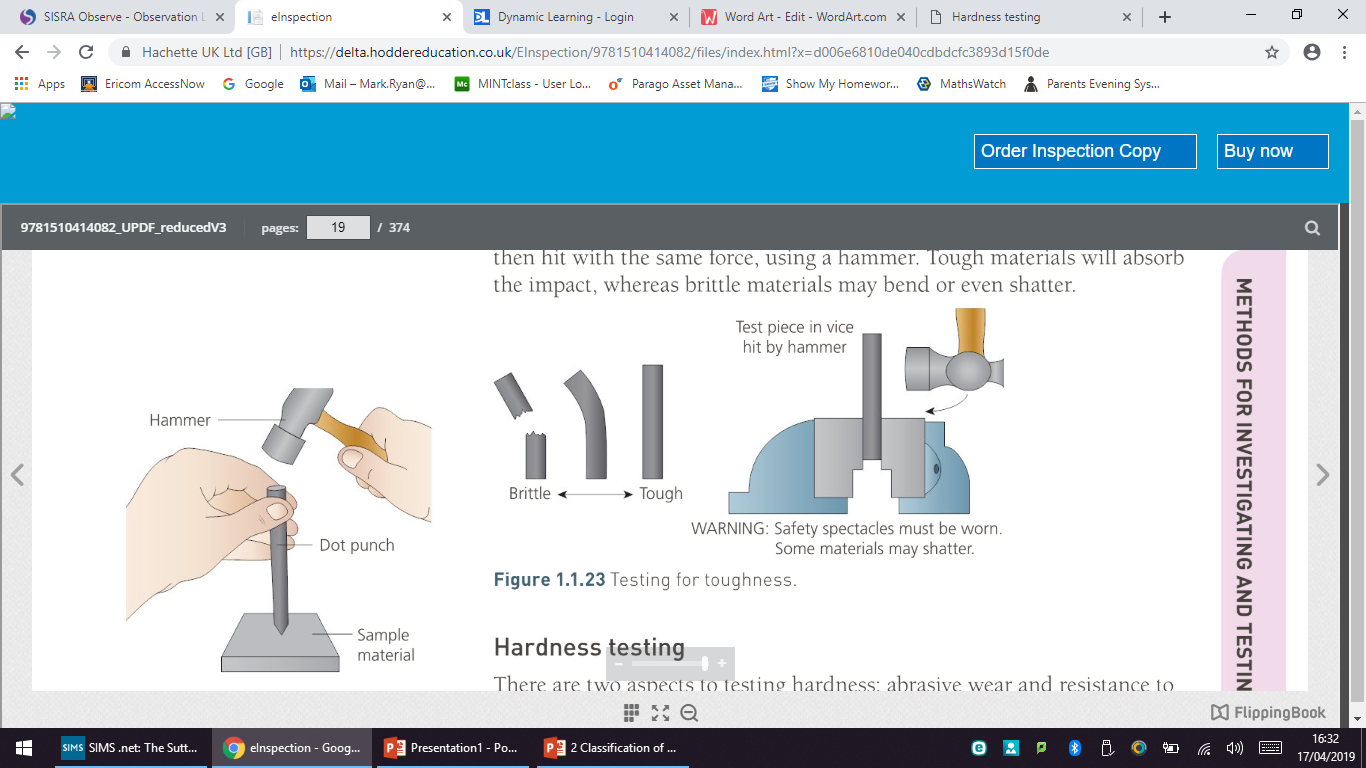 SISRA Observe - Observation L
eInspection
Dynamic Learning - Login
Word Art - Edit - WordArt.com
Hardness testing
Hachette UK Ltd [GB] | https://delta.hoddereducation.co.uk/EInspection/9781510414082/files/index.html?x=d006e6810de040cdbdcfc3893d15f0de
Apps
Ericom AccessNow
Google
Mail – Mark.Ryan@...
MINTclass - User Lo...
Parago Asset Mana...
Show My Homewor...
MathsWatch
Parents Evening Sys...
Order Inspection Copy
Buy now
9781510414082_UPDF_reducedV3
pages: 19 / 374
then hit with the same force, using a hammer. Tough materials will absorb
the impact, whereas brittle materials may bend or even shatter.
Test piece in vice
hit by hammer
Hammer
Dot punch
Sample
material
Brittle
Tough
WARNING: Safety spectacles must be worn.
Some materials may shatter.
Figure 1.1.23 Testing for toughness.
Hardness testing
There are two aspects to testing hardness: abrasive wear and resistance to
METHODS FOR INVESTIGATING AND TESTIN
FlippingBook
SIMS
SIMS .net: The Sutt...
eInspection - Goog...
Presentation1 - Po...
2 Classification of ...
16:32
17/04/2019